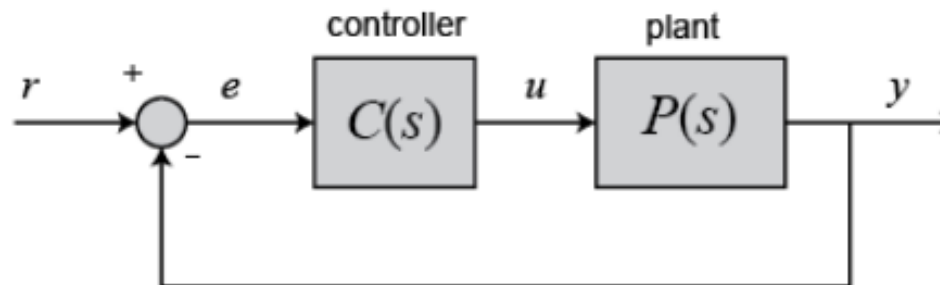 controller plant
r + e C(s) u P(s) y
−